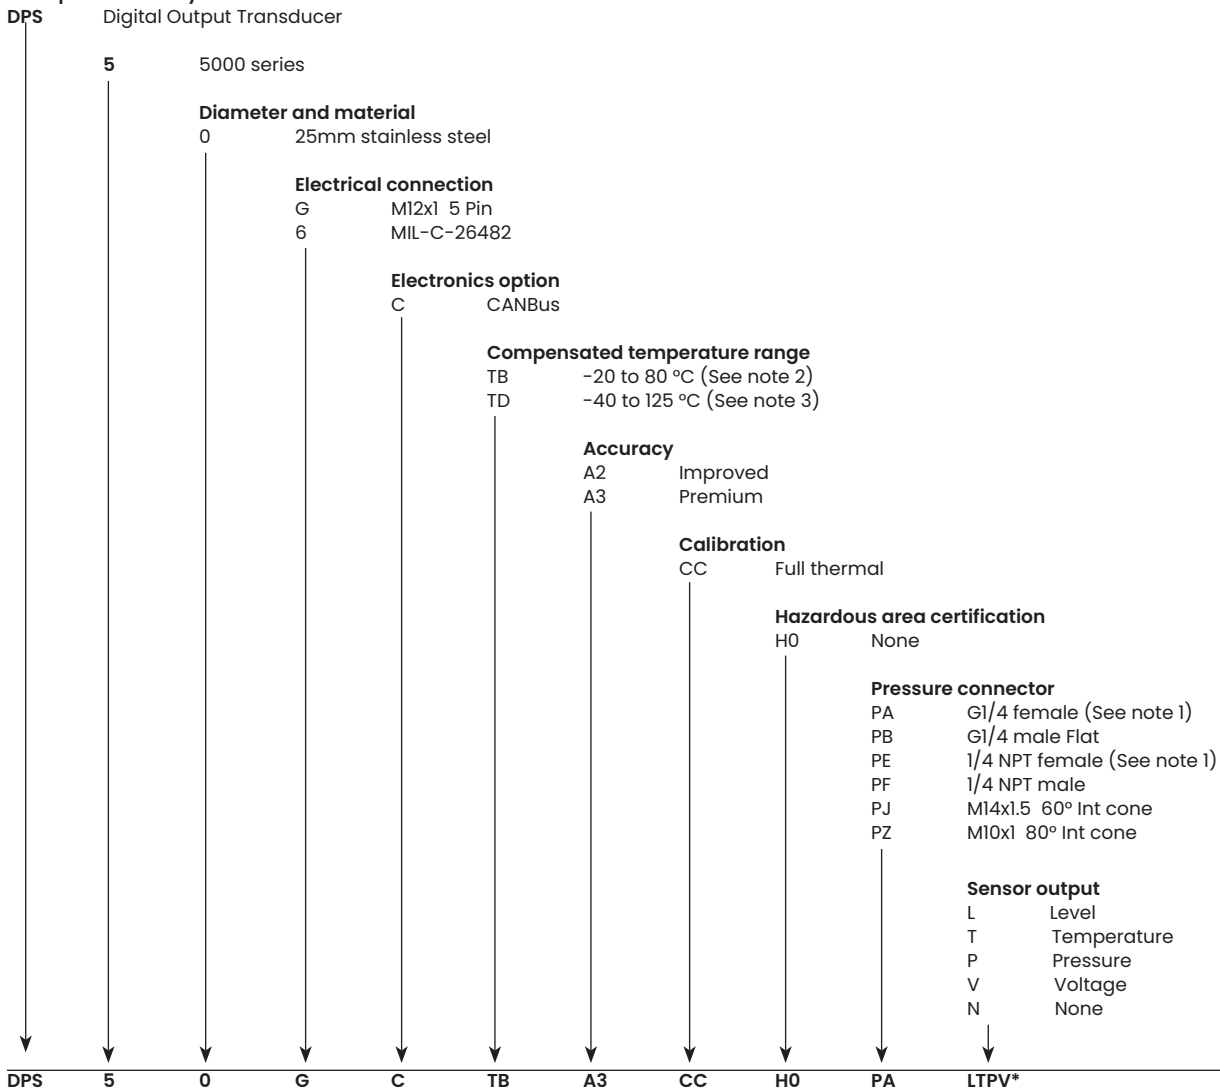 DPS Digital Output Transducer
5 5000 series
Diameter and material
0 25mm stainless steel
Electrical connection
G M12x1 5 Pin
6 MIL-C-26482
Electronics option
C CANBus
Compensated temperature range
TB -20 to 80 °C (See note 2)
TD -40 to 125 °C (See note 3)
Accuracy
A2 Improved
A3 Premium
Calibration
CC Full thermal
Hazardous area certification
H0 None
Pressure connector
PA G1/4 female (See note 1)
PB G1/4 male Flat
PE 1/4 NPT female (See note 1)
PF 1/4 NPT male
PJ M14x1.5 60° Int cone
PZ M10x1 80° Int cone
Sensor output
L Level
T Temperature
P Pressure
V Voltage
N None
DPS 5 0 G C TB A3 CC H0 PA LTPV*